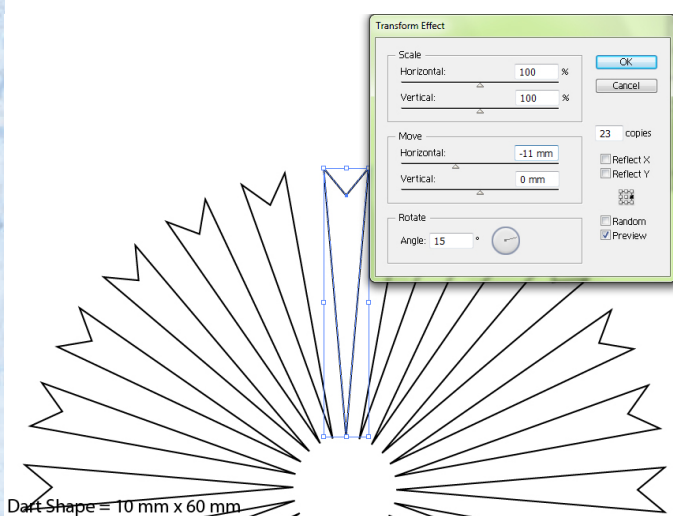 Transform Effect
Scale
Horizontal: 100 %
Vertical: 100 %
OK
Cancel
Move
Horizontal: -11 mm
Vertical: 0 mm
23 copies
Reflect X
Reflect Y
Rotate
Angle: 15 °
Random
Preview
Dart Shape = 10 mm x 60 mm